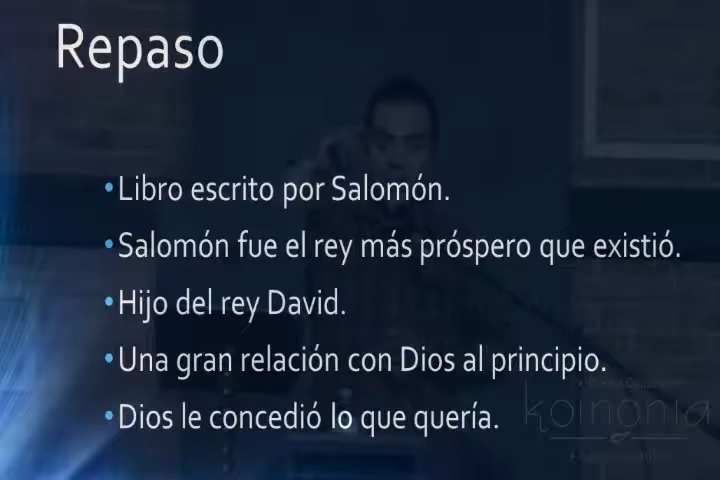 Repaso
•Libro escrito por Salomón.
•Salomón fue el rey más próspero que existió.
•Hijo del rey David.
•Una gran relación con Dios al principio.
•Dios le concedió lo que quería.
koinonia